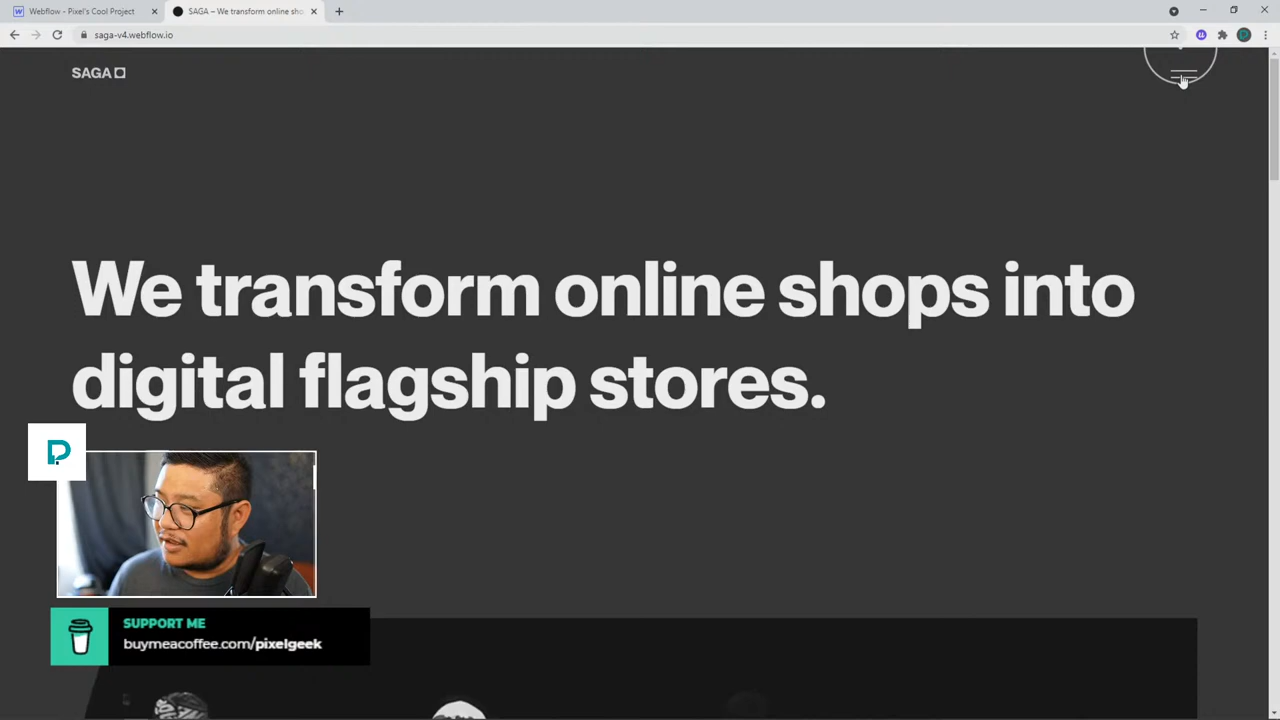 Webflow - Pixel's Cool Project
SAGA – We transform online sho
saga-v4.webflow.io
SAGA
We transform online shops into
digital flagship stores.
SUPPORT ME
buymeacoffee.com/pixelgeek